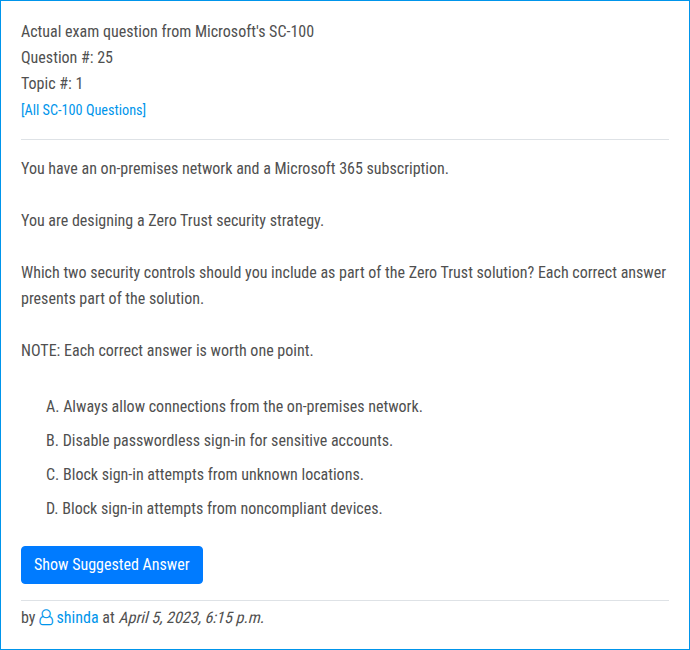 Actual exam question from Microsoft's SC-100
Question #: 25
Topic #: 1
[All SC-100 Questions]
You have an on-premises network and a Microsoft 365 subscription.
You are designing a Zero Trust security strategy.
Which two security controls should you include as part of the Zero Trust solution? Each correct answer
presents part of the solution.
NOTE: Each correct answer is worth one point.
A. Always allow connections from the on-premises network.
B. Disable passwordless sign-in for sensitive accounts.
C. Block sign-in attempts from unknown locations.
D. Block sign-in attempts from noncompliant devices.
Show Suggested Answer
by shinda at April 5, 2023, 6:15 p.m.